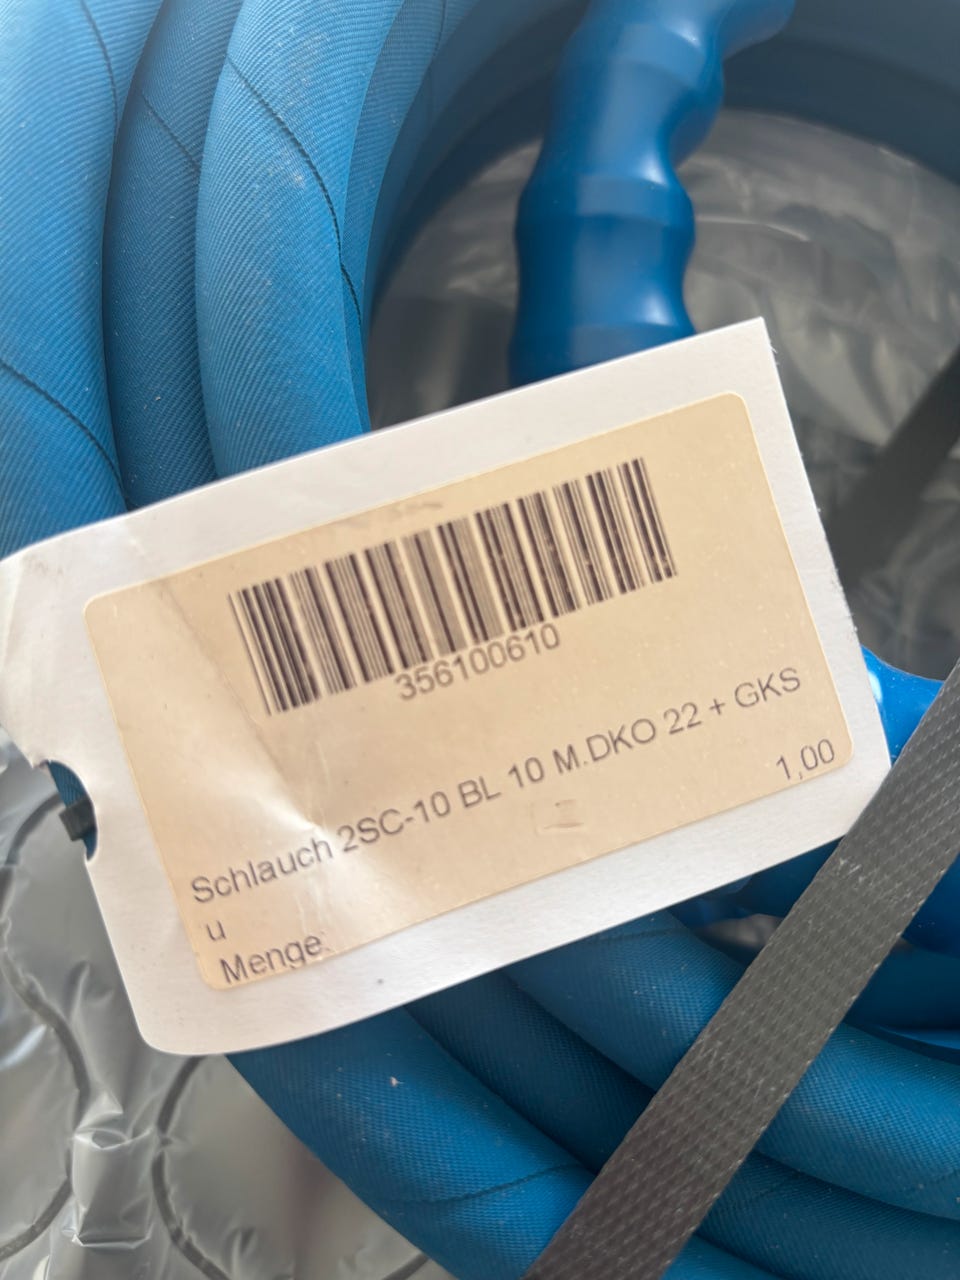 356100610
Schlauch 2SC-10 BL 10 M.DKO 22 + GKS
u
Menge: 1,00